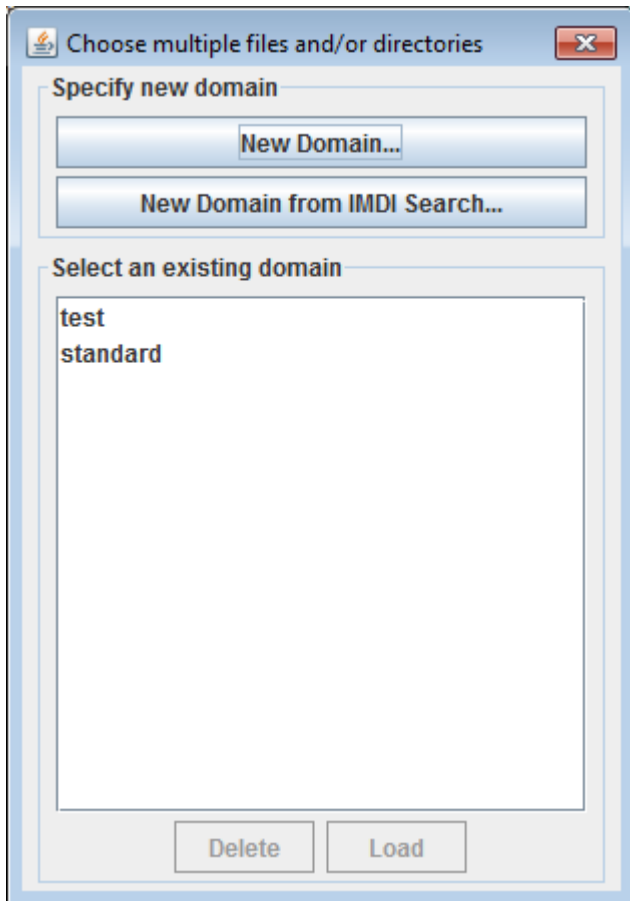 Choose multiple files and/or directories
Specify new domain
New Domain...
New Domain from IMDI Search...
Select an existing domain
test
standard
Delete Load